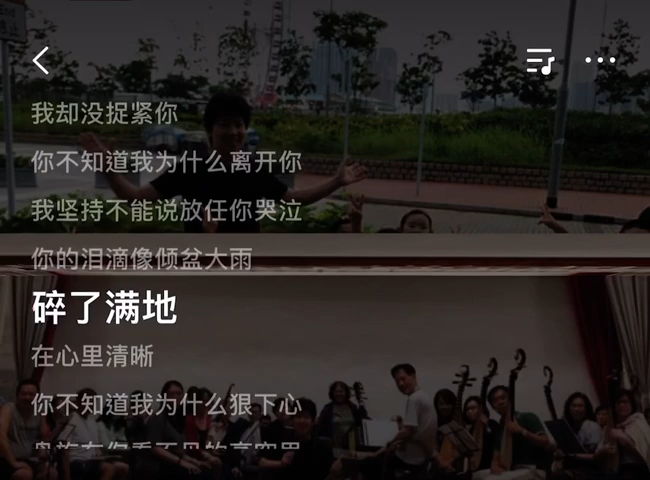 我却没捉紧你
你不知道我为什么离开你
我坚持不能说放任你哭泣
你的泪滴像倾盆大雨
碎了满地
在心里清晰
你不知道我为什么狠下心